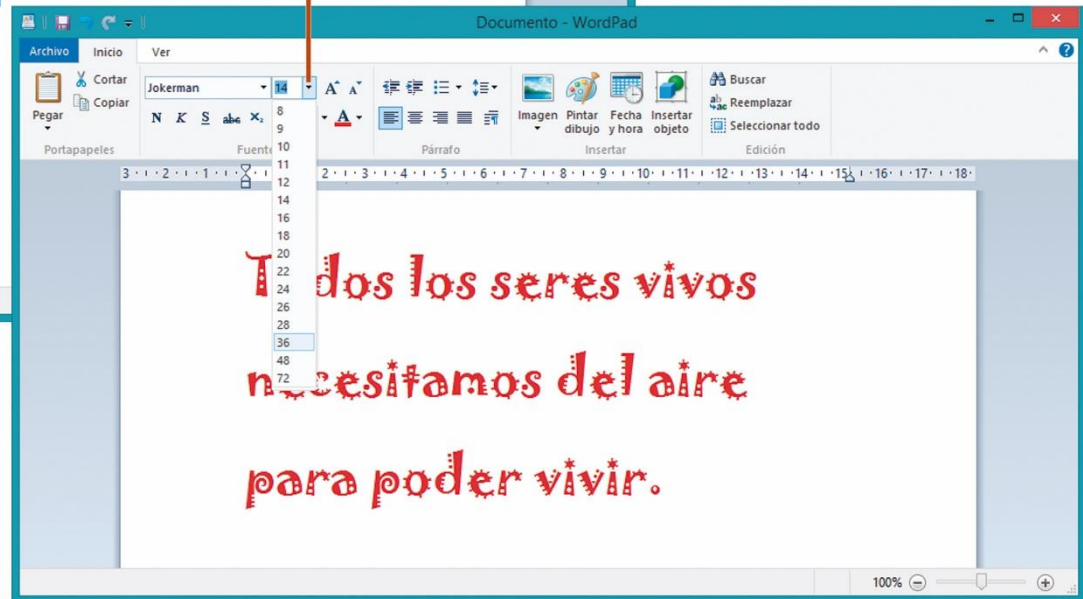 Documento - WordPad
Archivo Inicio Ver
Pegar
Cortar
Copiar
Portapapeles
Jokerman 14
N K S abc X₂ A
Fuente
Párrafo
Imagen
Pintar dibujo
Fecha y hora
Insertar objeto
Insertar
Buscar
Reemplazar
Seleccionar todo
Edición
3 2 1 2 3 4 5 6 7 8 9 10 11 12 13 14 15 16 17 18
8
9
10
11
12
14
16
18
20
22
24
26
28
36
48
72
Todos los seres vivos
necesitamos del aire
para poder vivir.
100%